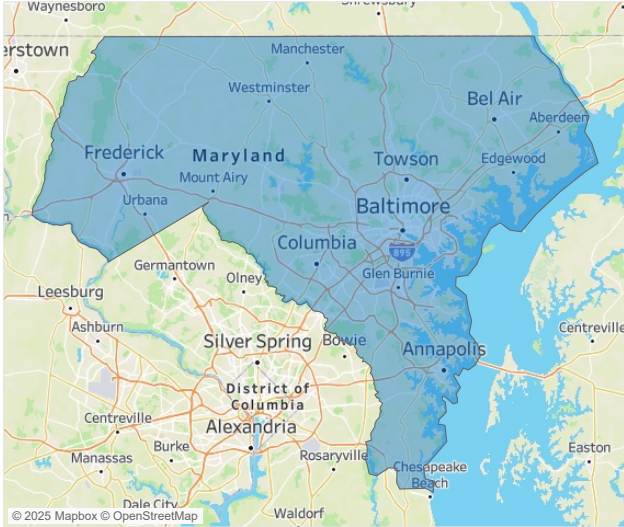 Waynesboro
Shrewsbury
erstown
Manchester
Westminster
Bel Air
Aberdeen
Frederick
Maryland
Towson
Edgewood
Mount Airy
Urbana
Baltimore
Columbia
895
Glen Burnie
Germantown
Olney
Leesburg
Ashburn
Silver Spring
Bowie
Annapolis
Centreville
District of
Columbia
Centreville
Alexandria
Burke
Rosaryville
Manassas
Chesapeake
Beach
Easton
Dale City
Waldorf
© 2025 Mapbox © OpenStreetMap